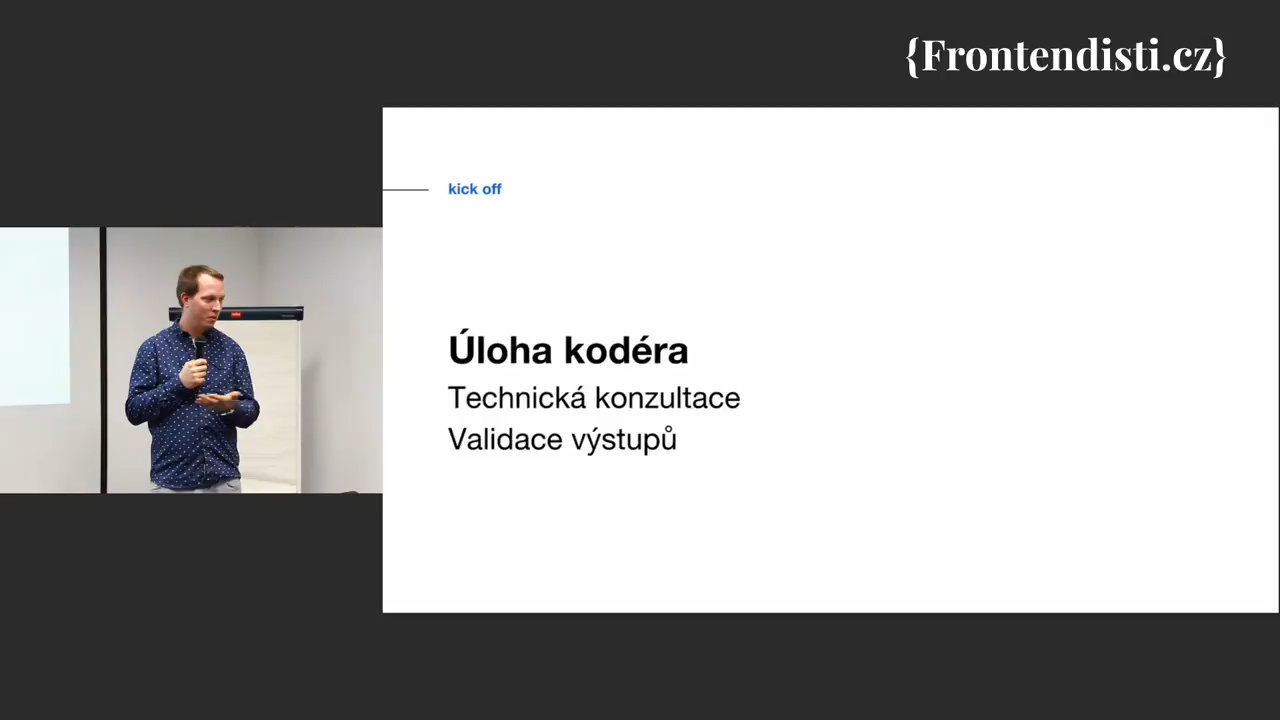 {Frontendisti.cz}
kick off
Úloha kodéra
Technická konzultace
Validace výstupů